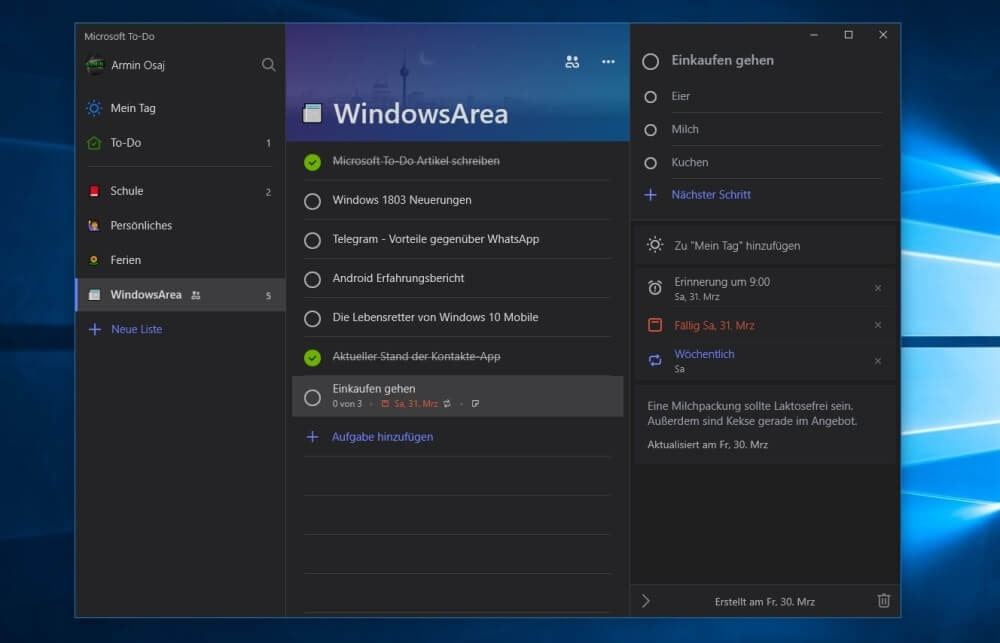 Microsoft To-Do
Armin Osaj
Mein Tag
To-Do 1
Schule 2
Persönliches
Ferien
WindowsArea 5
Neue Liste
WindowsArea
Microsoft To-Do Artikel schreiben
Windows 1803 Neuerungen
Telegram - Vorteile gegenüber WhatsApp
Android Erfahrungsbericht
Die Lebensretter von Windows 10 Mobile
Aktueller Stand der Kontakte-App
Einkaufen gehen
0 von 3 · Sa, 31. Mrz ·
Aufgabe hinzufügen
Einkaufen gehen
Eier
Milch
Kuchen
Nächster Schritt
Zu "Mein Tag" hinzufügen
Erinnerung um 9:00
Sa, 31. Mrz
Fällig Sa, 31. Mrz
Wöchentlich
Sa
Eine Milchpackung sollte Laktosefrei sein.
Außerdem sind Kekse gerade im Angebot.
Aktualisiert am Fr, 30. Mrz
Erstellt am Fr, 30. Mrz